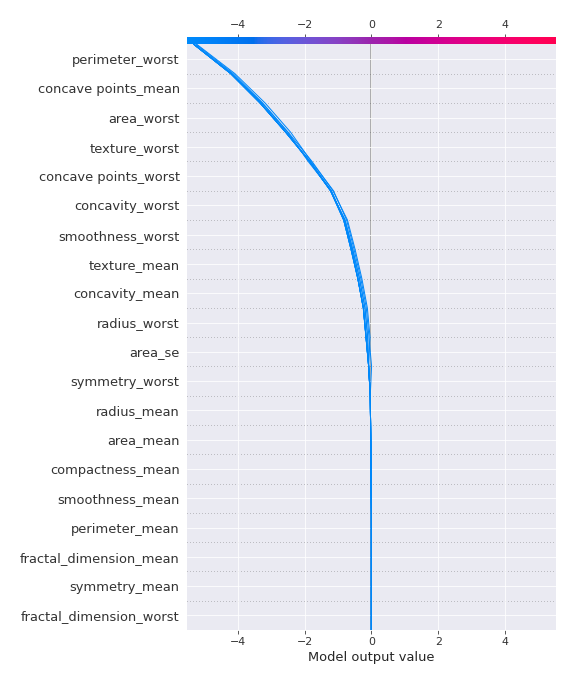 −4 −2 0 2 4
perimeter_worst
concave points_mean
area_worst
texture_worst
concave points_worst
concavity_worst
smoothness_worst
texture_mean
concavity_mean
radius_worst
area_se
symmetry_worst
radius_mean
area_mean
compactness_mean
smoothness_mean
perimeter_mean
fractal_dimension_mean
symmetry_mean
fractal_dimension_worst
−4 −2 0 2 4
Model output value